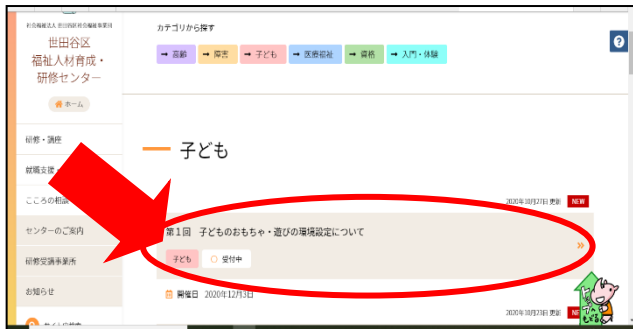 社会福祉法人 世田谷区社会福祉事業団
世田谷区
福祉人材育成・
研修センター
ホーム
研修・講座
就職支援
こころの相談
センターのご案内
研修受講事業所
お知らせ
カテゴリから探す
→ 高齢 → 障害 → 子ども → 医療福祉 → 資格 → 入門・体験
?
子ども
2020年10月27日 更新 NEW
第1回 子どものおもちゃ・遊びの環境設定について
»
子ども ○ 受付中
開催日 2020年12月3日
2020年10月23日 更新